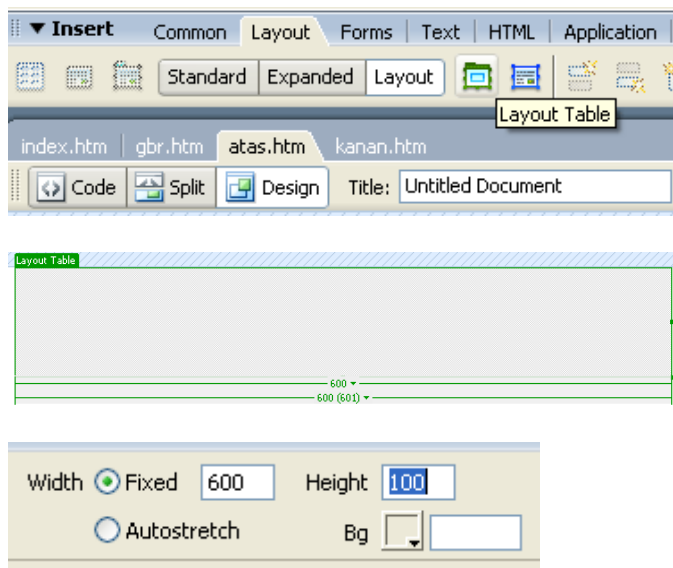 ▼ Insert Common Layout Forms Text HTML Application
Standard Expanded Layout
Layout Table
index.htm gbr.htm atas.htm kanan.htm
Code Split Design Title: Untitled Document
Layout Table
600
600 (601)
Width Fixed 600 Height 100
Autostretch Bg